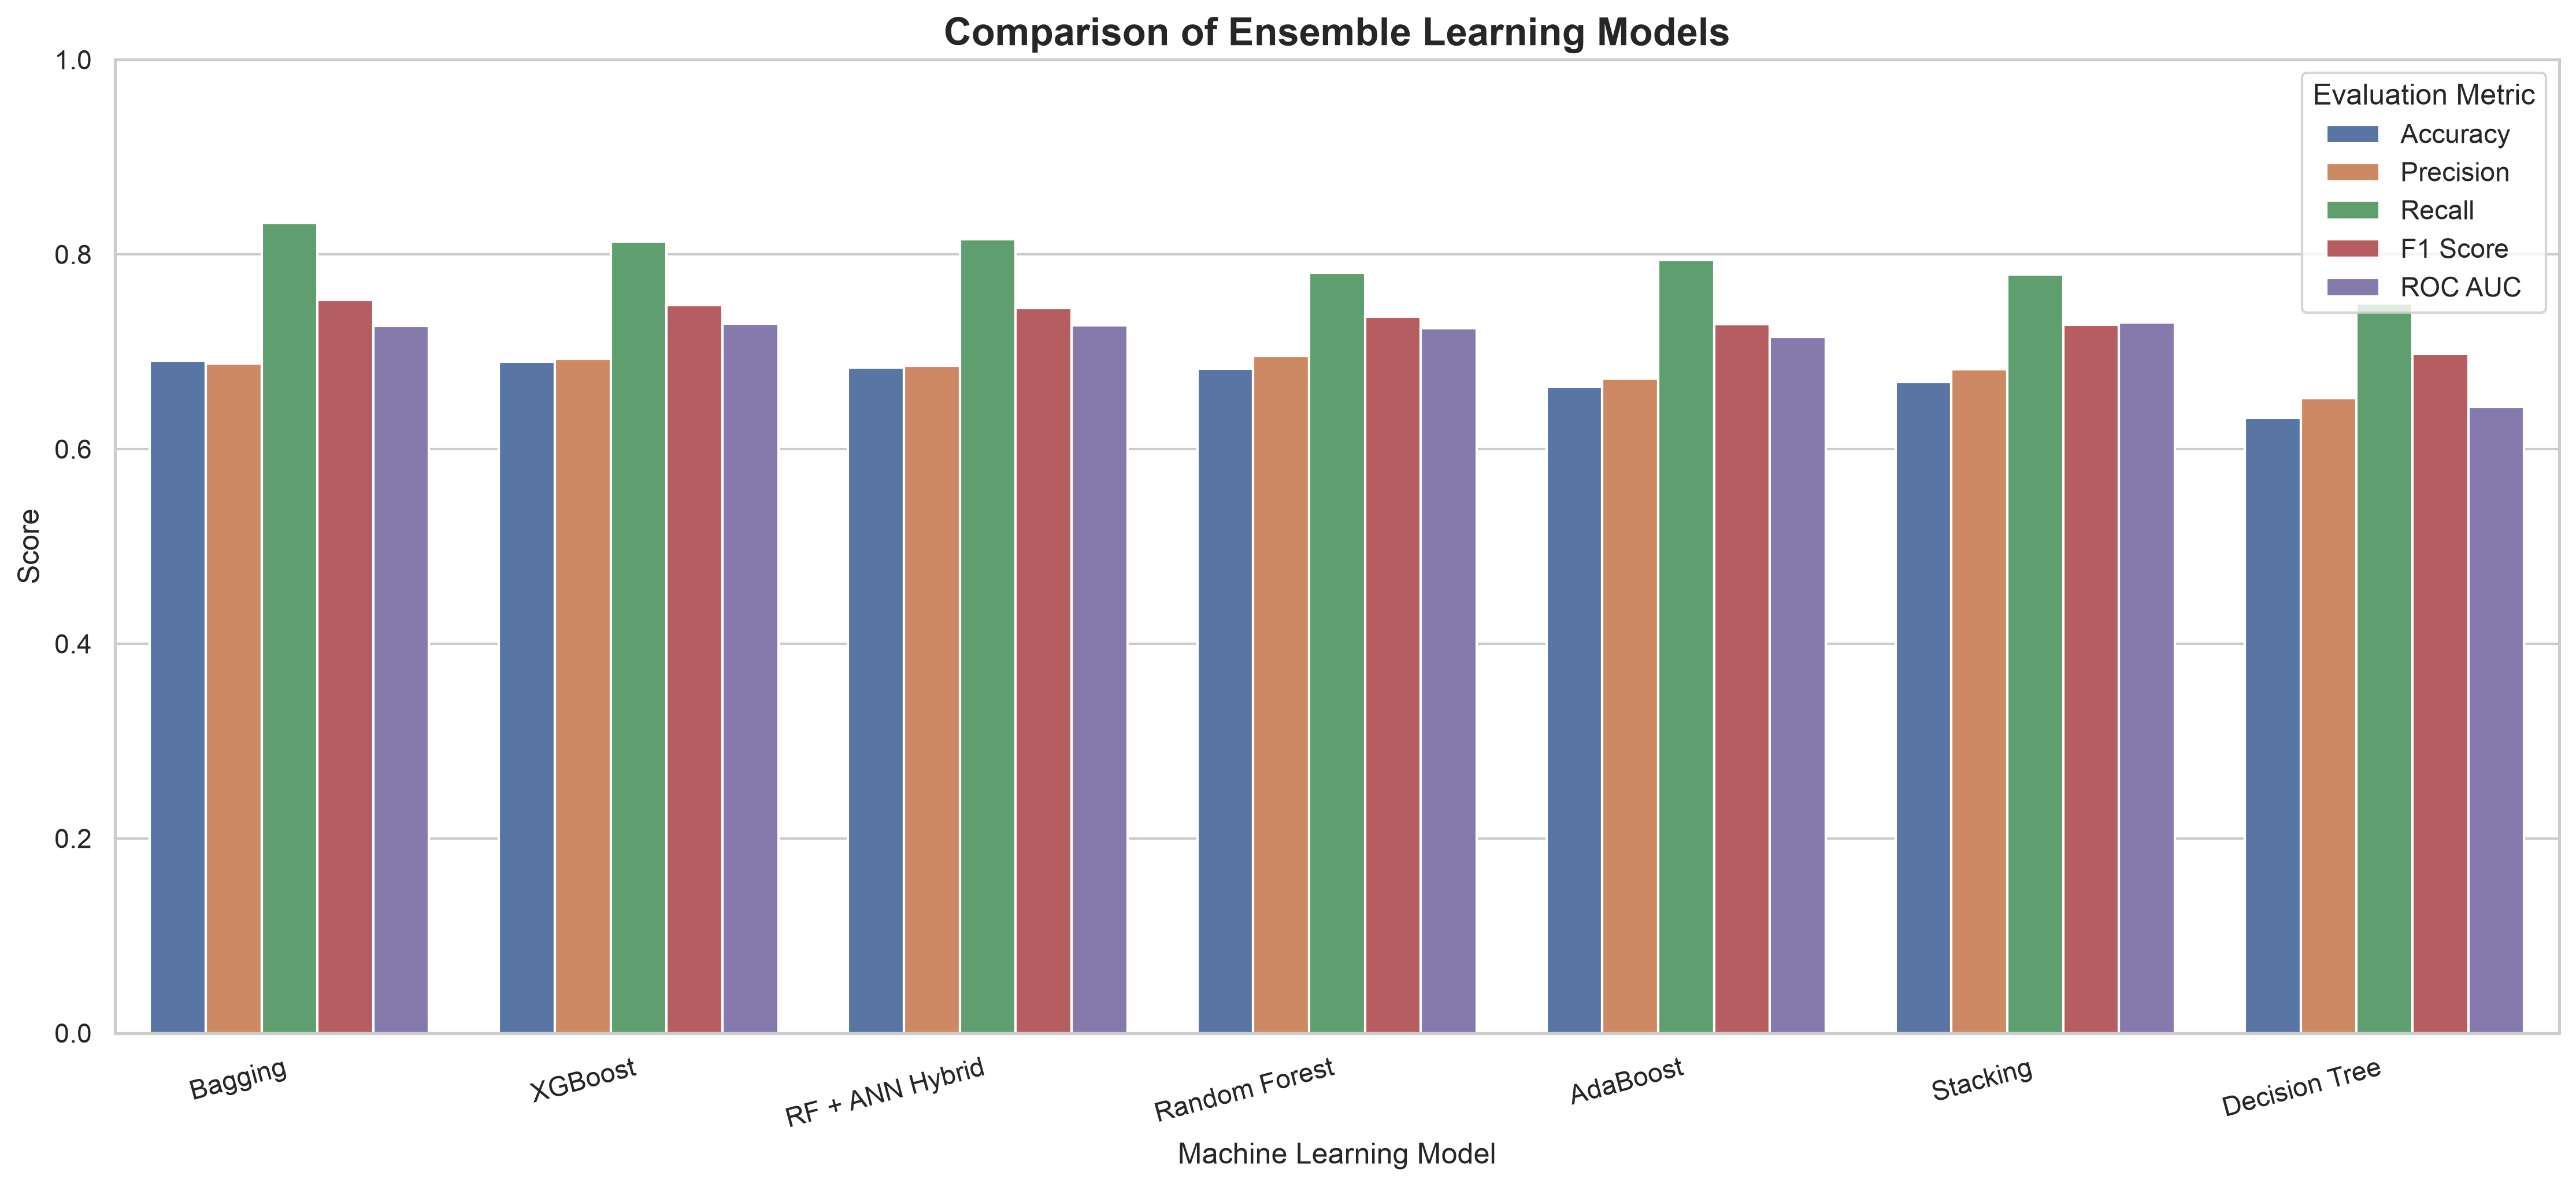 Comparison of Ensemble Learning Models
1.0
0.8
0.6
0.4
0.2
0.0
Score
Evaluation Metric
Accuracy
Precision
Recall
F1 Score
ROC AUC
Bagging
XGBoost
RF + ANN Hybrid
Random Forest
AdaBoost
Stacking
Decision Tree
Machine Learning Model